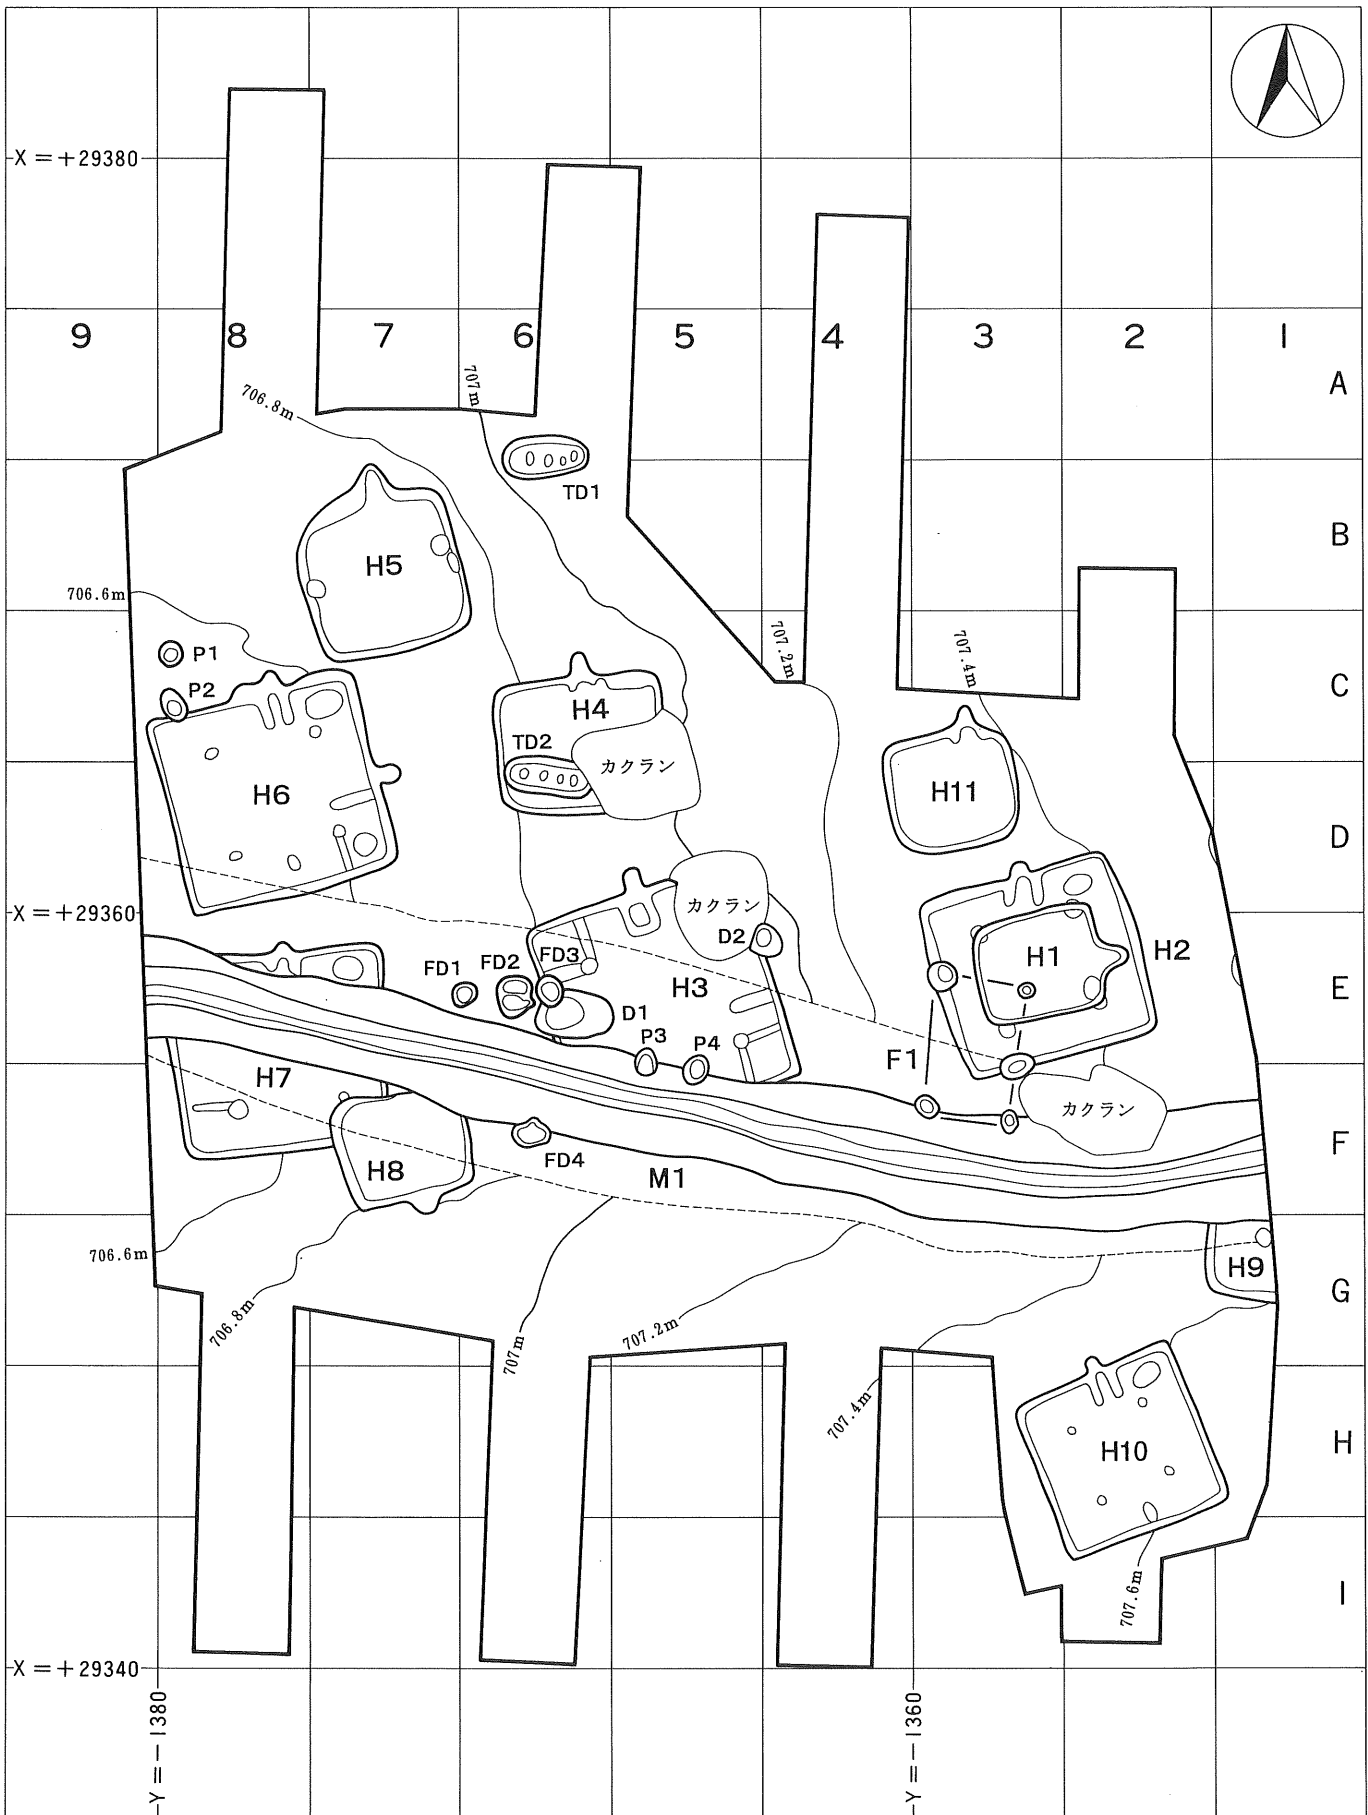 X=+29380
9
8
7
6
5
4
3
2
1
706.8m
707m
A
TD1
B
H5
706.6m
707.2m
707.4m
P1
P2
C
H4
TD2
カクラン
H6
H11
D
X=+29360
カクラン
D2
FD1
FD2
FD3
H3
H1
H2
E
D1
P3
P4
F1
H7
カクラン
F
H8
FD4
M1
706.6m
H9
G
706.8m
707m
707.2m
707.4m
H10
H
707.6m
I
X=+29340
Y=-1380
Y=-1360